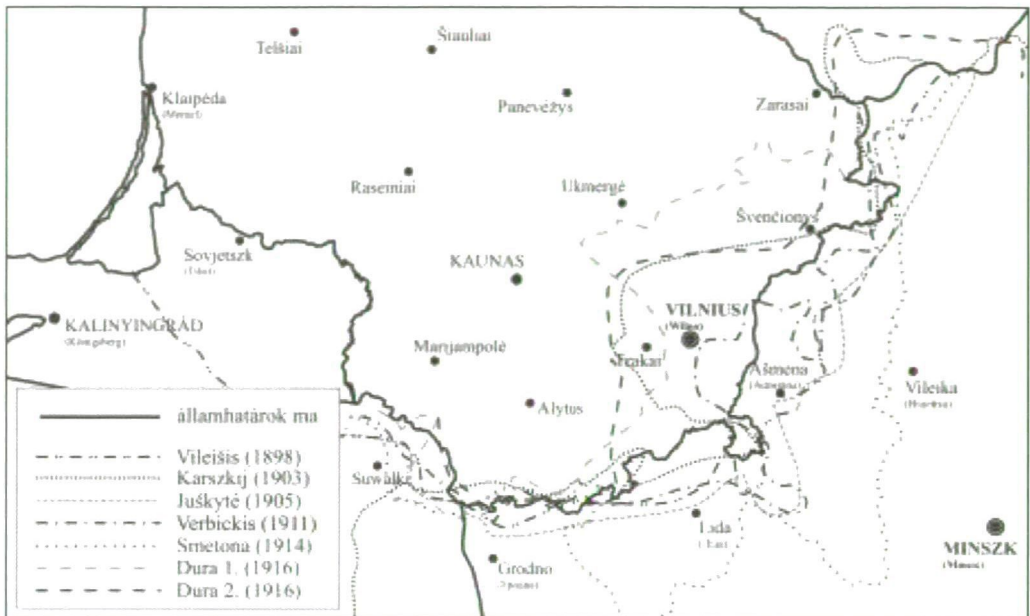 Telšiai
Šiauliai
Klaipėda
(Memel)
Panevėžys
Zarasai
Raseiniai
Ukmergė
Švenčionys
Sovjetszk
(Tilsit)
KAUNAS
VILNIUS
(Wilno)
KALINYINGRÁD
(Königsberg)
Marijampolė
Trakai
Ašmena
Vileika
Alytus
Suwałki
Lida
Grodno
MINSZK
államhatárok ma
Vileišis (1898)
Karszkij (1903)
Juškytė (1905)
Verbickis (1911)
Smetona (1914)
Dura 1. (1916)
Dura 2. (1916)